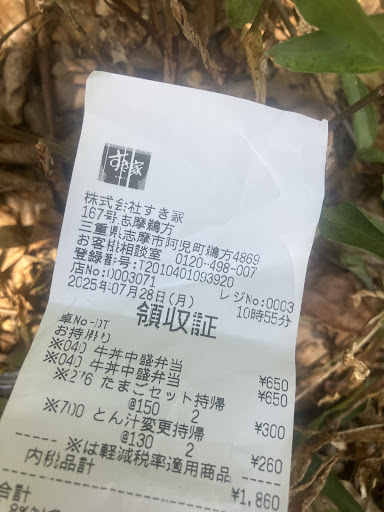 すき家
株式会社すき家
167号志摩鵜方
三重県志摩市阿児町鵜方4869
お客様相談室 0120-498-007
登録番号:T2010401093920
店No:0003071 レジNo:0003
2025年07月28日(月) 10時55分
領収証
卓No-OT
お持帰り
※040 牛丼中盛弁当 ¥650
※040 牛丼中盛弁当 ¥650
※276 たまごセット持帰
@150 2 ¥300
※700 とん汁変更持帰
@130 2 ¥260
※は軽減税率適用商品
内税品計 ¥1,860
合計